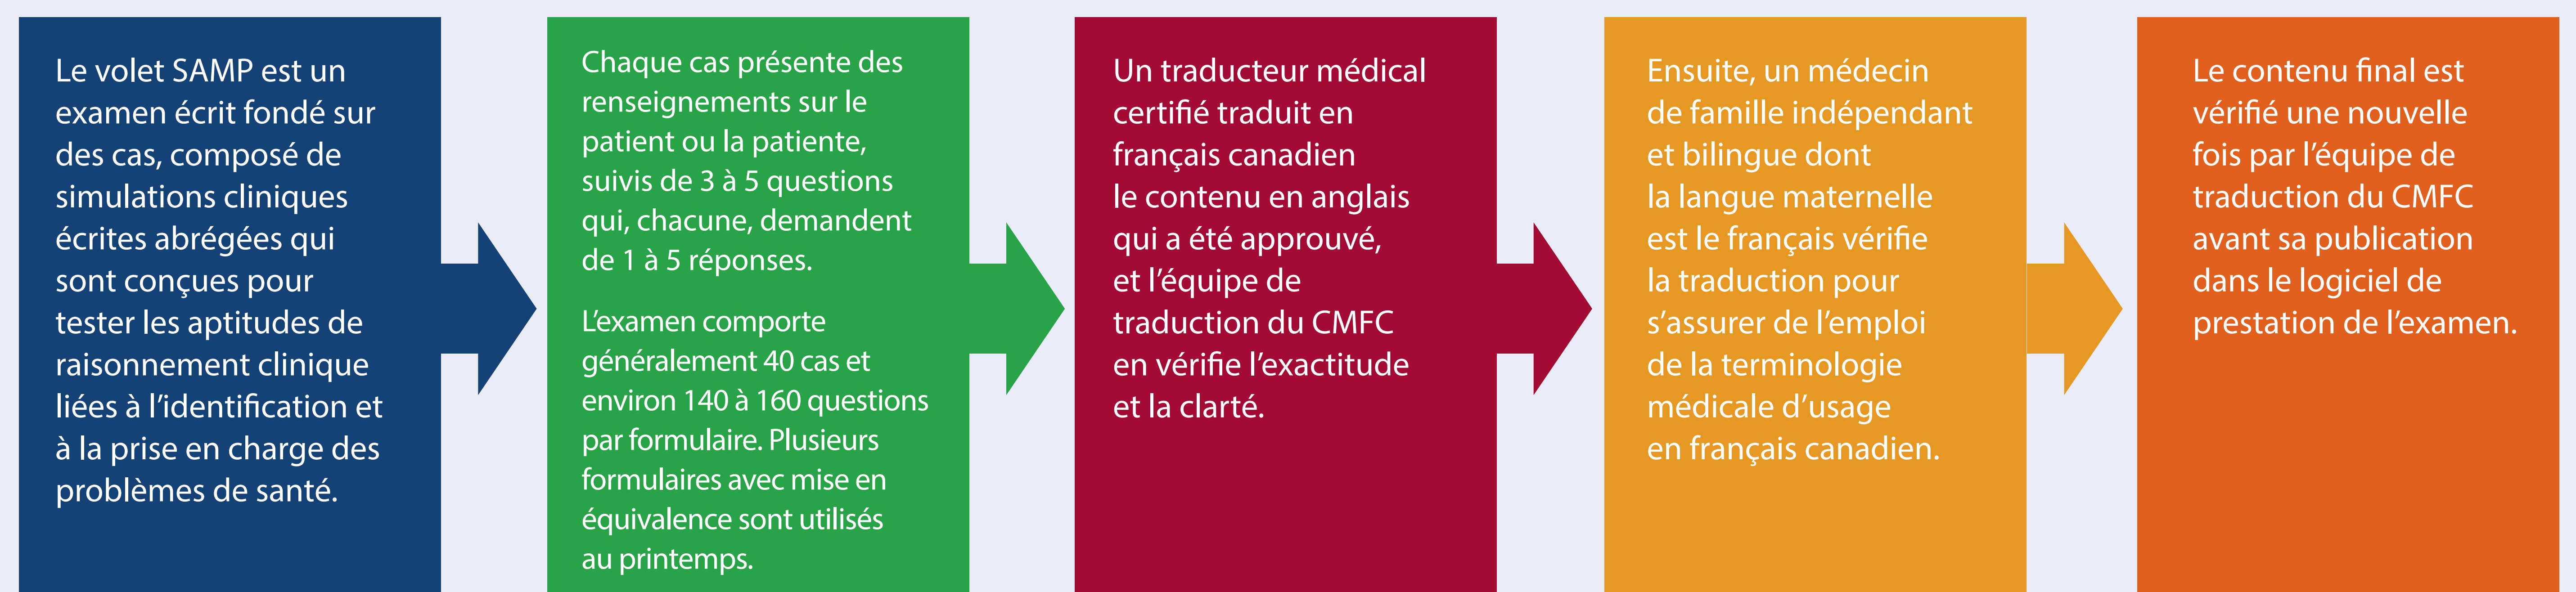 Le volet SAMP est un
examen écrit fondé sur
des cas, composé de
simulations cliniques
écrites abrégées qui
sont conçues pour
tester les aptitudes de
raisonnement clinique
liées à l’identification et
à la prise en charge des
problèmes de santé.
Chaque cas présente des
renseignements sur le
patient ou la patiente,
suivis de 3 à 5 questions
qui, chacune, demandent
de 1 à 5 réponses.
L’examen comporte
généralement 40 cas et
environ 140 à 160 questions
par formulaire. Plusieurs
formulaires avec mise en
équivalence sont utilisés
au printemps.
Un traducteur médical
certifié traduit en
français canadien
le contenu en anglais
qui a été approuvé,
et l’équipe de
traduction du CMFC
en vérifie l’exactitude
et la clarté.
Ensuite, un médecin
de famille indépendant
et bilingue dont
la langue maternelle
est le français vérifie
la traduction pour
s’assurer de l’emploi
de la terminologie
médicale d’usage
en français canadien.
Le contenu final est
vérifié une nouvelle
fois par l’équipe de
traduction du CMFC
avant sa publication
dans le logiciel de
prestation de l’examen.